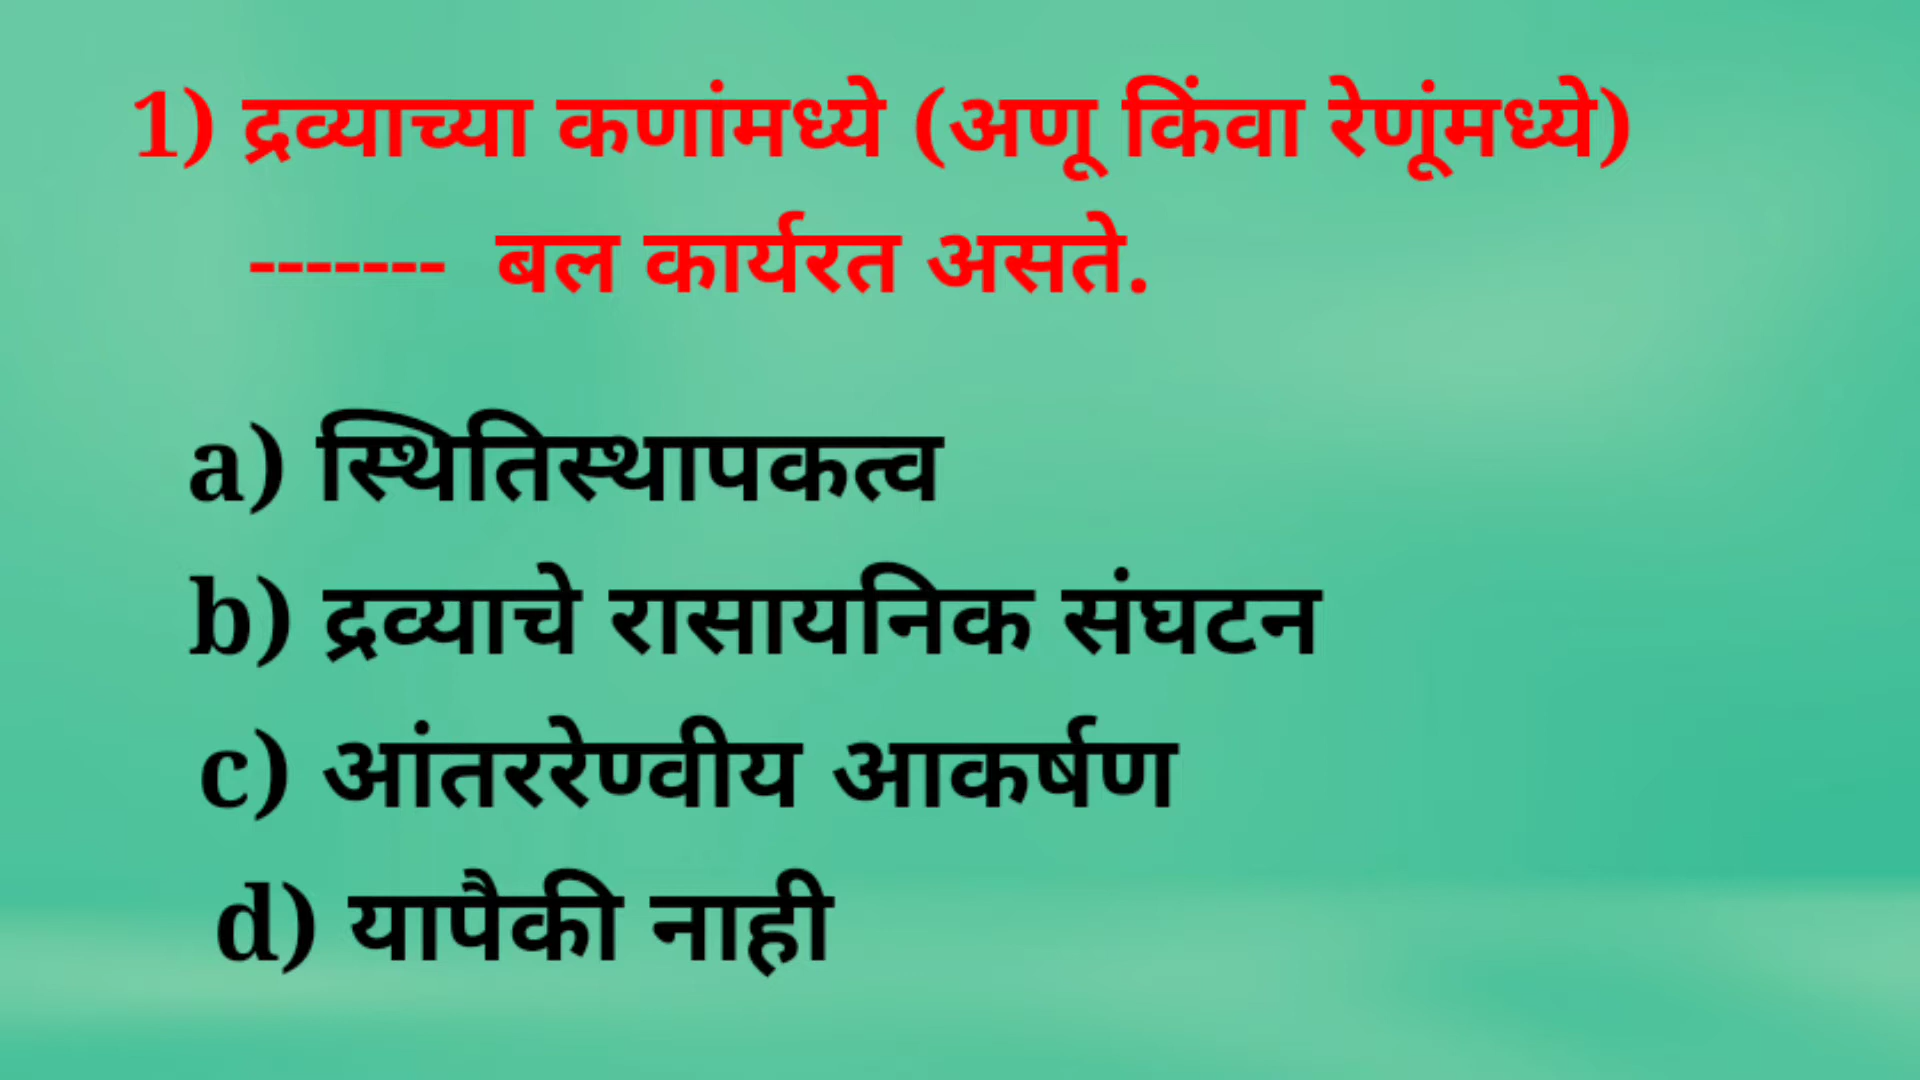 1) द्रव्याच्या कणांमध्ये (अणू किंवा रेणूंमध्ये)
------- बल कार्यरत असते.
a) स्थितिस्थापकत्व
b) द्रव्याचे रासायनिक संघटन
c) आंतररेण्वीय आकर्षण
d) यापैकी नाही